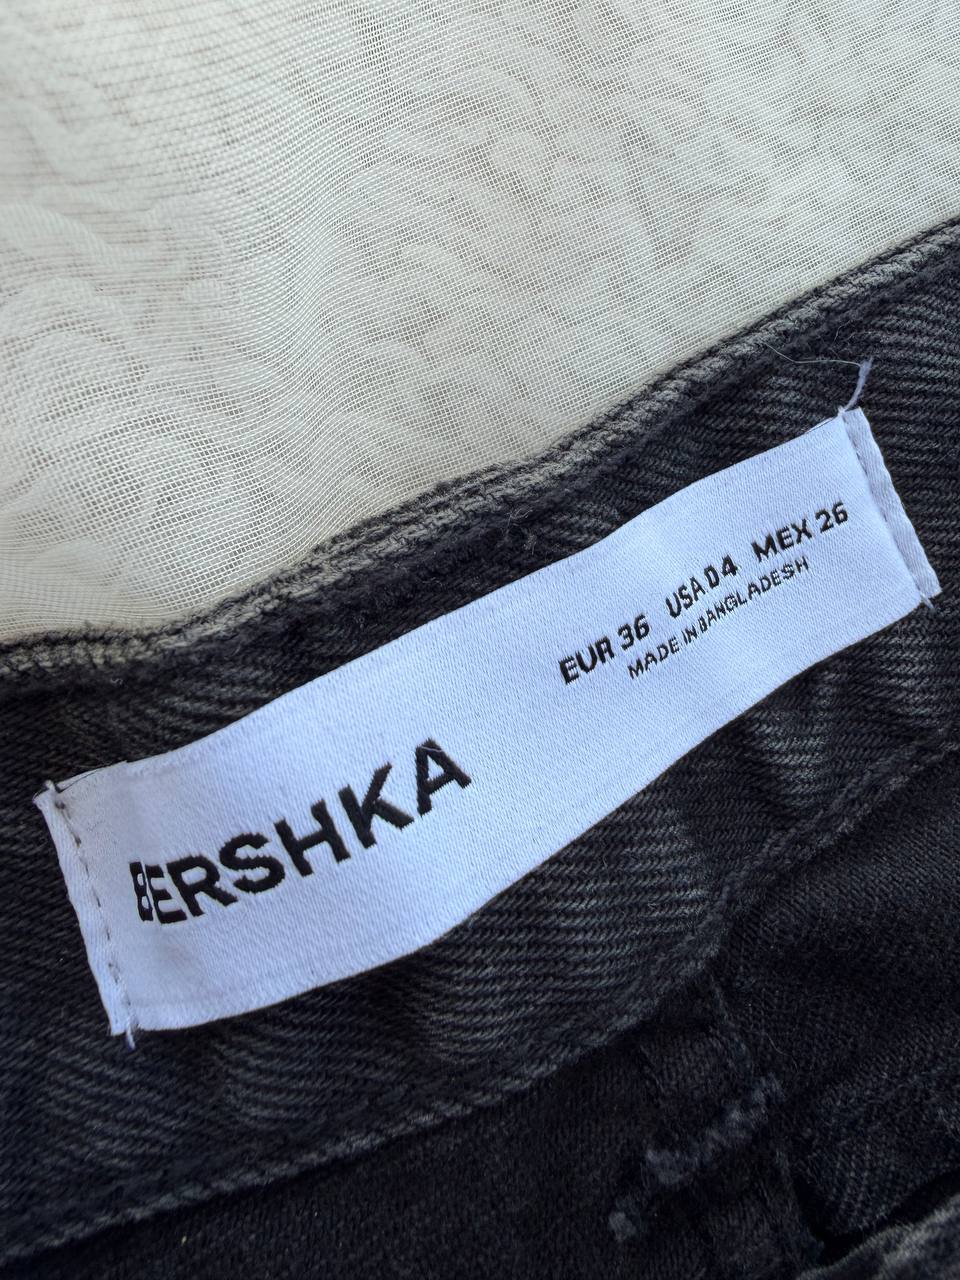 BERSHKA
EUR 36 USA 04 MEX 26
MADE IN BANGLADESH